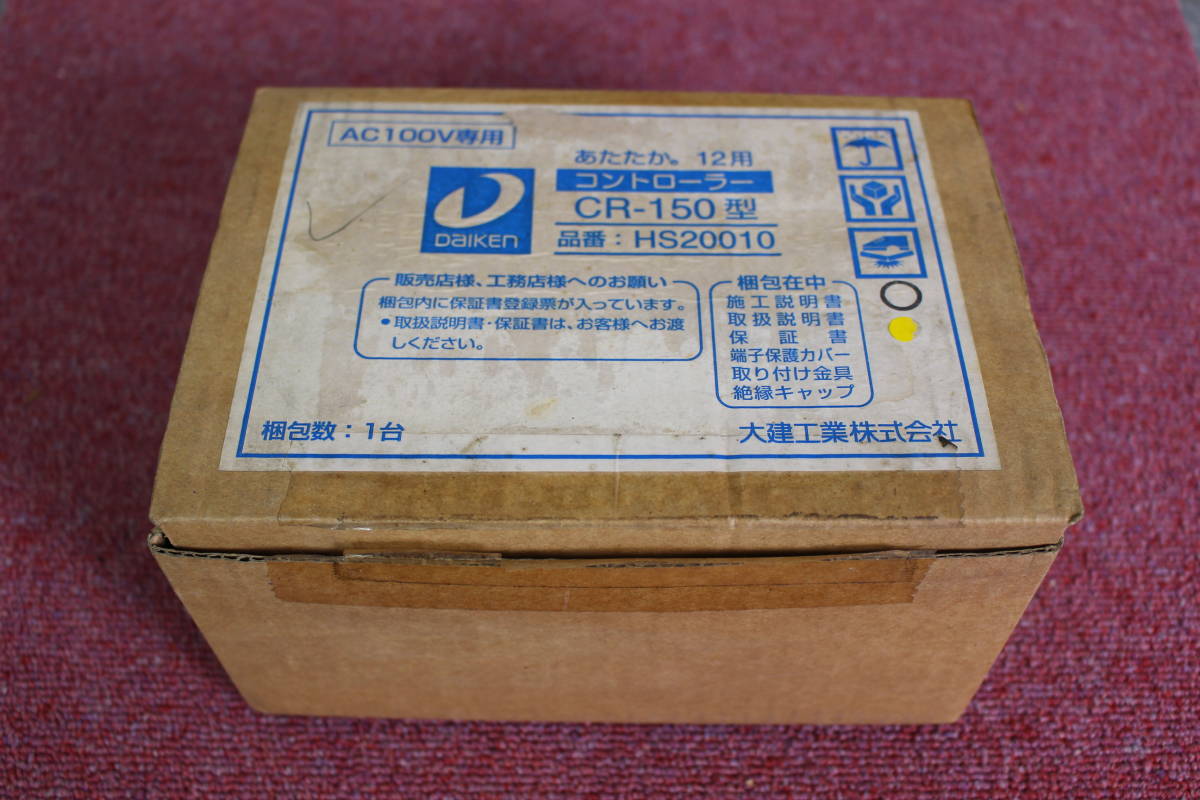 AC100V専用
あたたか。12用
コントローラー
CR-150型
品番：HS20010
DAIKEN
販売店様、工務店様へのお願い
梱包内に保証書登録票が入っています。
●取扱説明書・保証書は、お客様へお渡
しください。
梱包在中
施工説明書
取扱説明書
保証書
端子保護カバー
取り付け金具
絶縁キャップ
梱包数：1台
大建工業株式会社